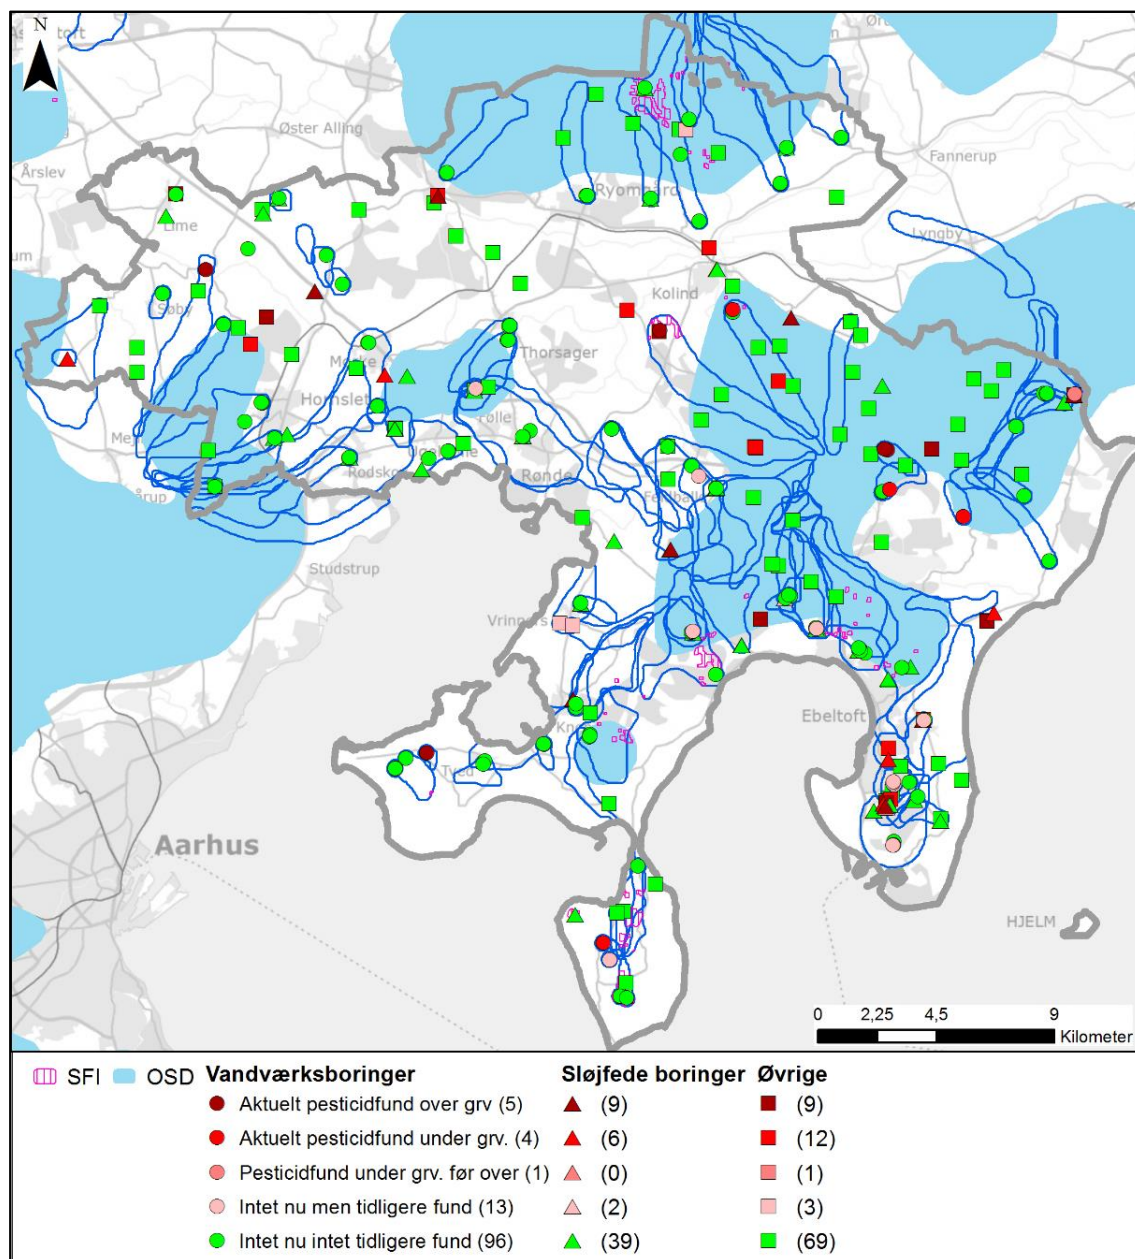 N
Øster Alling
Årslev
Lime
Ryomgård
Fannerup
Lyngby
Kolind
Søby
Thorsager
Mørke
Hornslet
Følle
Rønde
Feldballe
Rodskov
Studstrup
Vrinners
Ebeltoft
Tved
Aarhus
HJELM
0 2,25 4,5 9
Kilometer
SFI OSD Vandværksboringer Sløjfede boringer Øvrige
Aktuelt pesticidfund over grv (5) (9) (9)
Aktuelt pesticidfund under grv. (4) (6) (12)
Pesticidfund under grv. før over (1) (0) (1)
Intet nu men tidligere fund (13) (2) (3)
Intet nu intet tidligere fund (96) (39) (69)